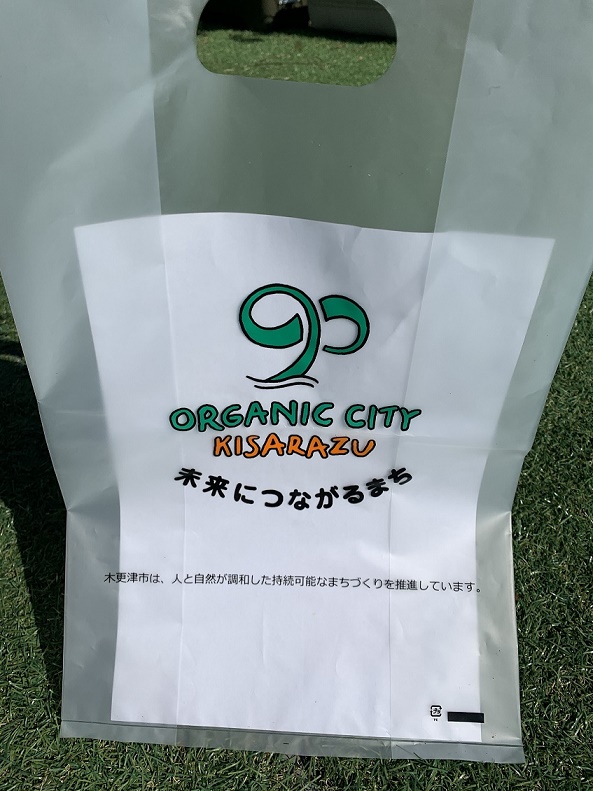 ORGANIC CITY
KISARAZU
未来につながるまち
木更津市は、人と自然が調和した持続可能なまちづくりを推進しています。